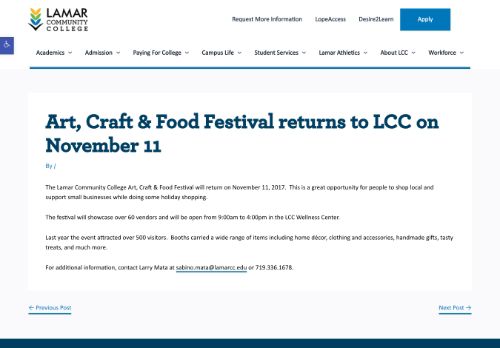 LAMAR
COMMUNITY
COLLEGE
Request More Information LopeAccess Desire2Learn Apply
Academics Admission Paying For College Campus Life Student Services Lamar Athletics About LCC Workforce
Art, Craft & Food Festival returns to LCC on
November 11
By /
The Lamar Community College Art, Craft & Food Festival will return on November 11, 2017. This is a great opportunity for people to shop local and
support small businesses while doing some holiday shopping.
The festival will showcase over 60 vendors and will be open from 9:00am to 4:00pm in the LCC Wellness Center.
Last year the event attracted over 500 visitors. Booths carried a wide range of items including home décor, clothing and accessories, handmade gifts, tasty
treats, and much more.
For additional information, contact Larry Mata at sabino.mata@lamarcc.edu or 719.336.1678.
← Previous Post Next Post →